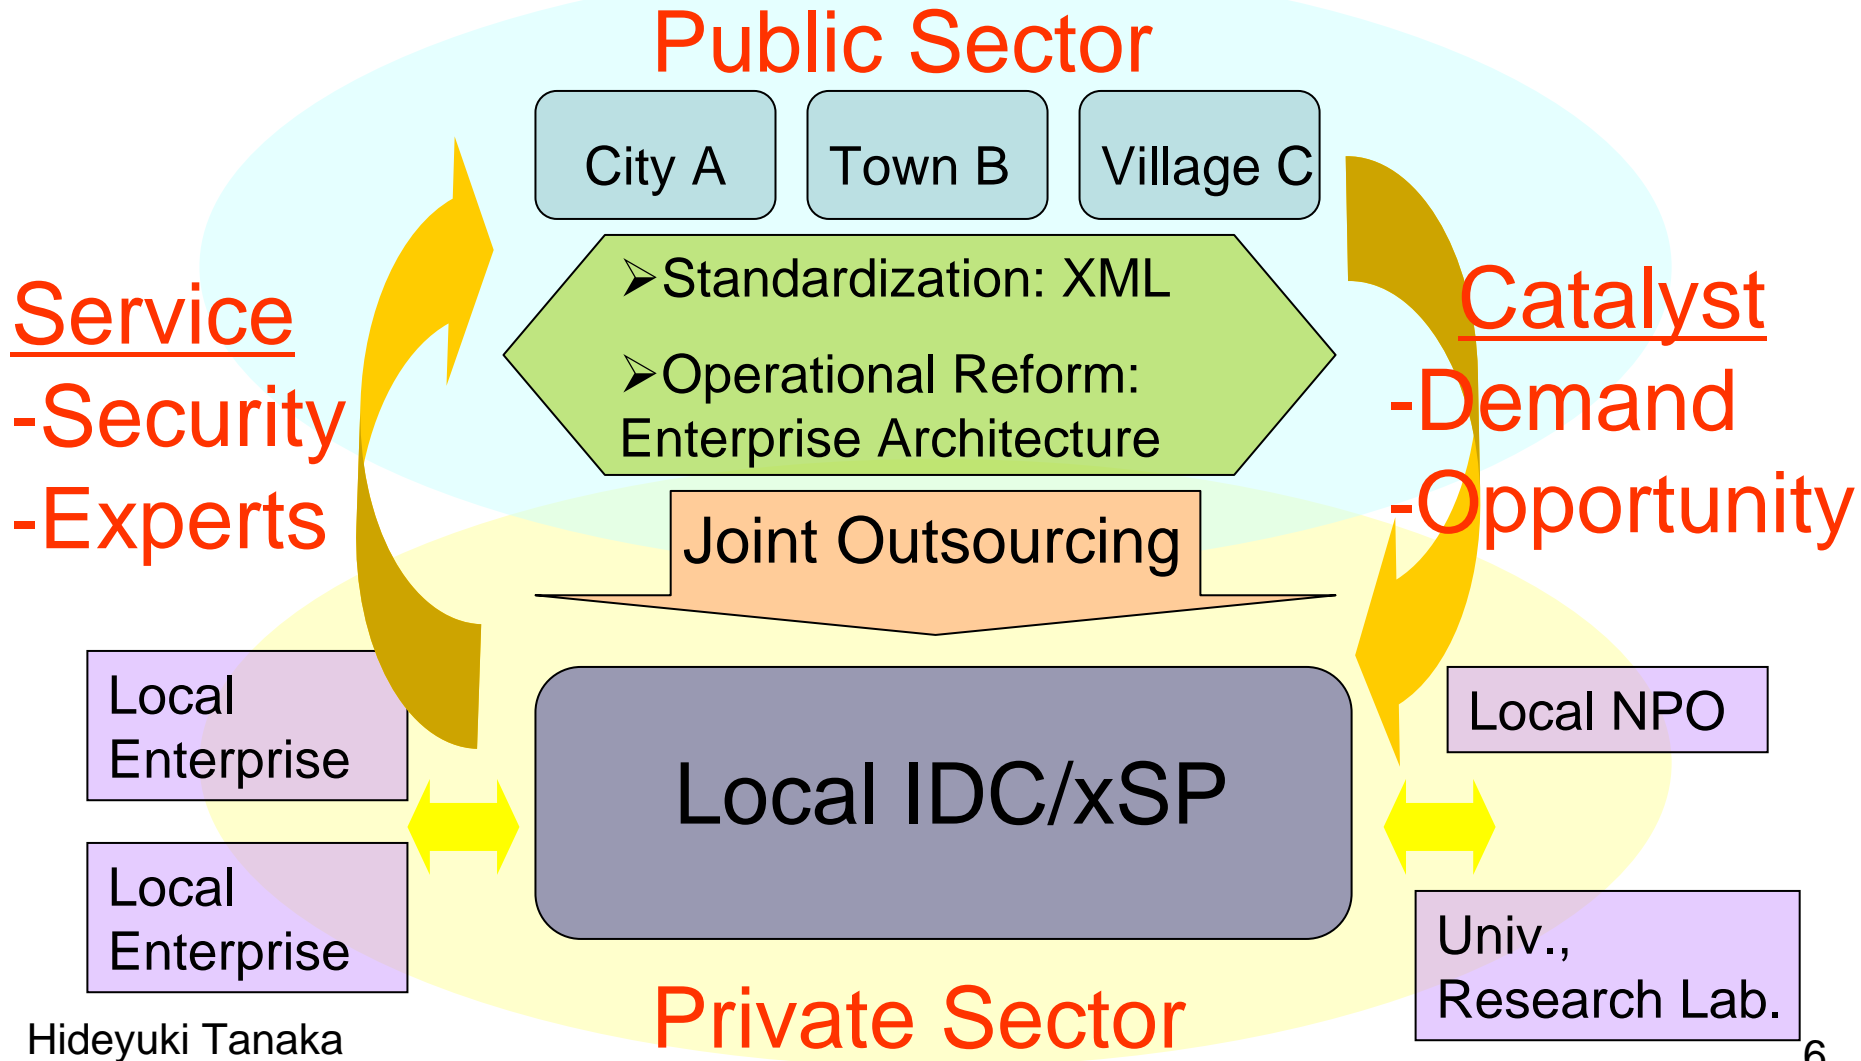 Public Sector
City A
Town B
Village C
➢Standardization: XML
➢Operational Reform:
Enterprise Architecture
Service
-Security
-Experts
Catalyst
-Demand
-Opportunity
Joint Outsourcing
Local
Enterprise
Local
Enterprise
Local IDC/xSP
Local NPO
Univ.,
Research Lab.
Private Sector
Hideyuki Tanaka
6